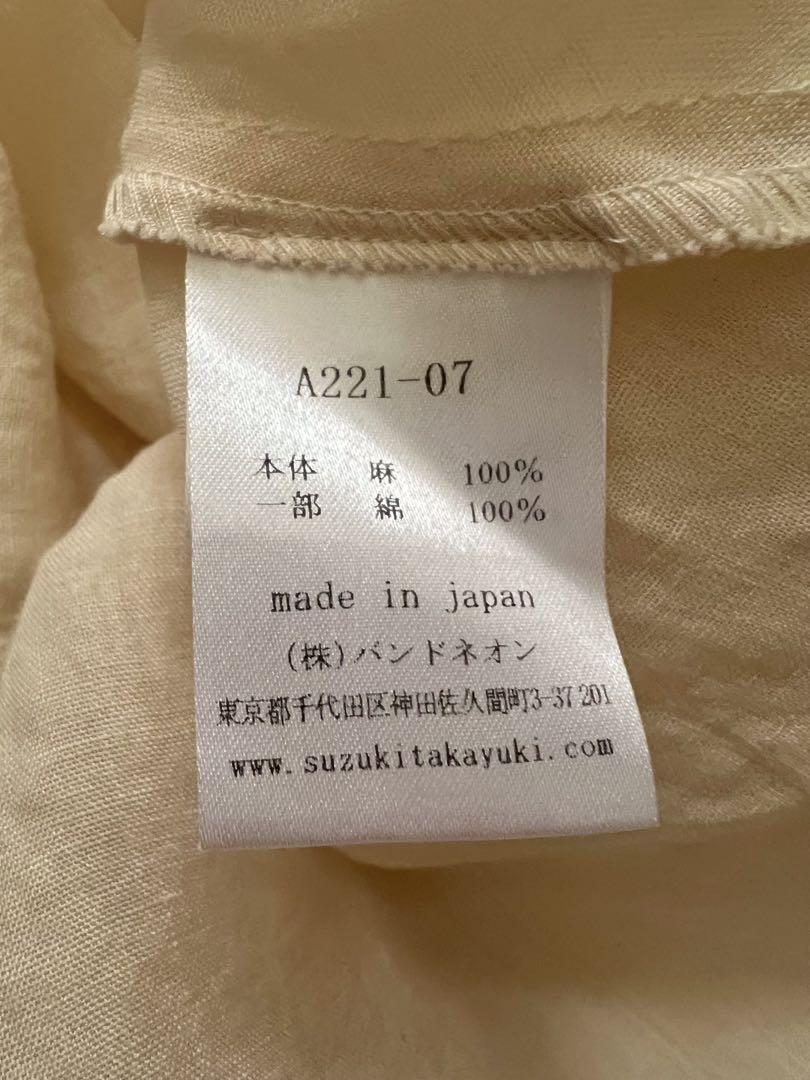 A221-07
本体 麻 100%
一部 綿 100%
made in japan
(株)バンドネオン
東京都千代田区神田佐久間町3-37 201
www.suzukitakayuki.com